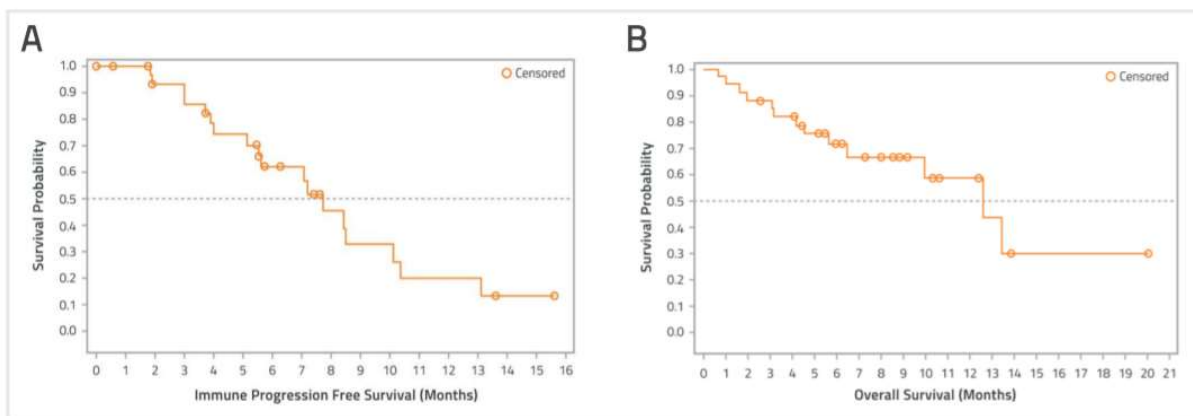 A
Censored
Survival Probability
1.0
0.9
0.8
0.7
0.6
0.5
0.4
0.3
0.2
0.1
0.0
0 1 2 3 4 5 6 7 8 9 10 11 12 13 14 15 16
Immune Progression Free Survival (Months)
B
Censored
Survival Probability
1.0
0.9
0.8
0.7
0.6
0.5
0.4
0.3
0.2
0.1
0.0
0 1 2 3 4 5 6 7 8 9 10 11 12 13 14 15 16 17 18 19 20 21
Overall Survival (Months)